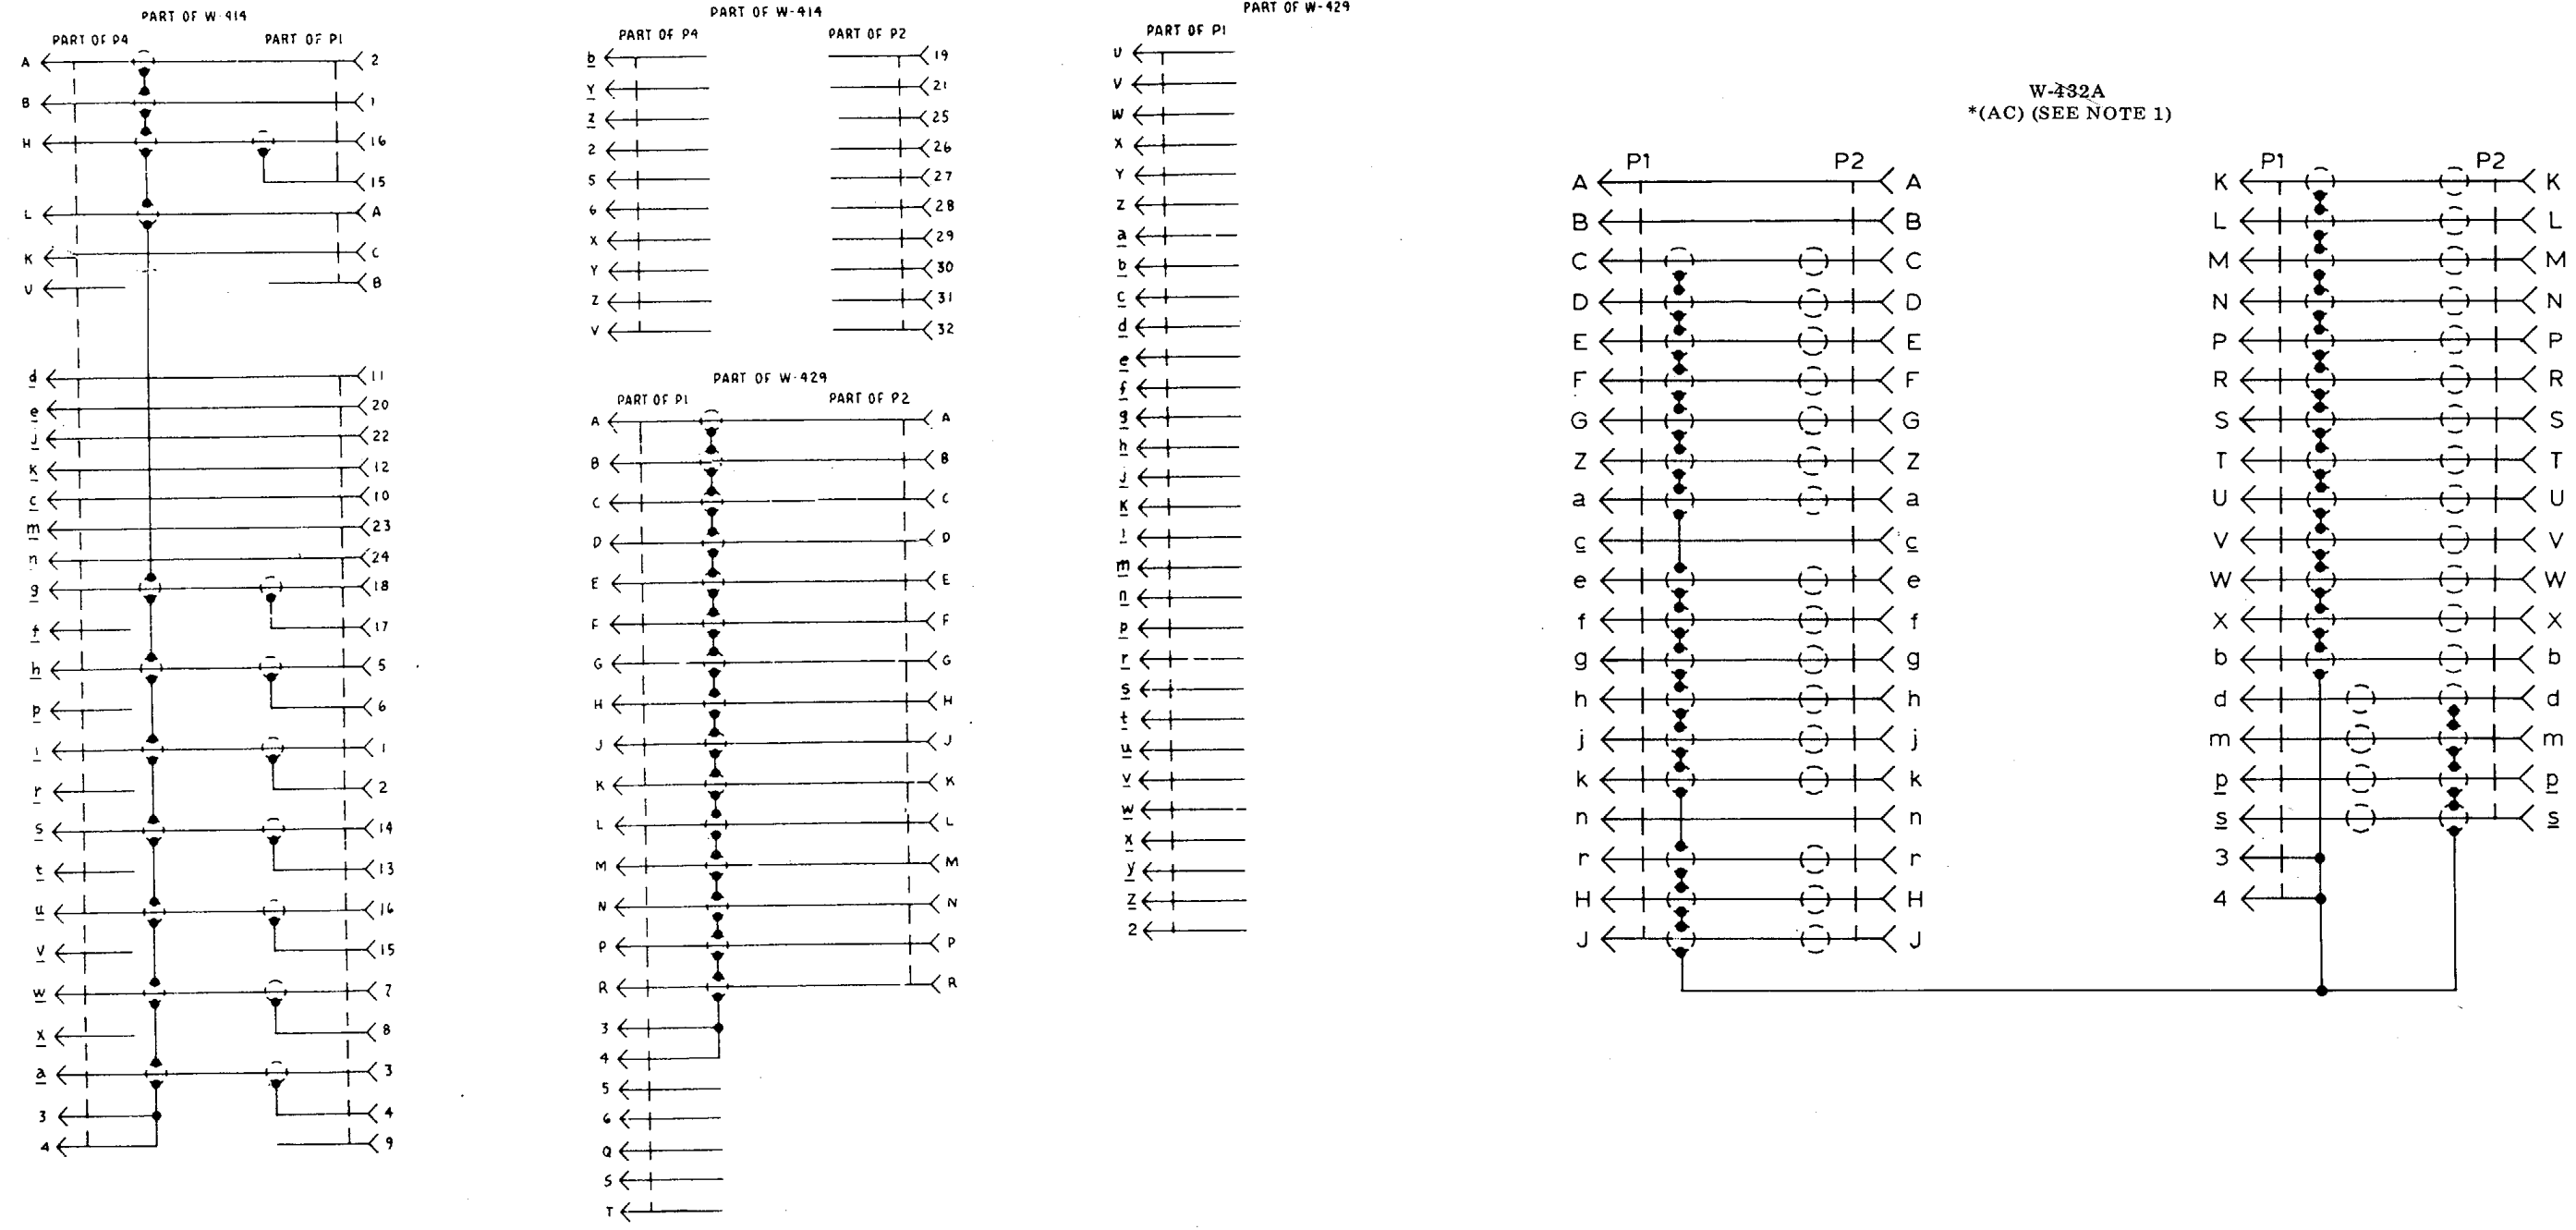 PART OF W-414
PART OF P4 PART OF P1
A 2
B 1
H 16
15
L A
K C
U B
d 11
e 20
j 22
k 12
c 10
m 23
n 24
g 18
f 17
h 5
p 6
i 1
r 2
s 14
t 13
u 16
v 15
w 7
x 8
a 3
3 4
4 9
PART OF W-414
PART OF P4 PART OF P2
b 19
Y 21
Z 25
2 26
5 27
6 28
X 29
Y 30
Z 31
V 32
PART OF W-429
PART OF P1 PART OF P2
A A
B B
C C
D D
E E
F F
G G
H H
J J
K K
L L
M M
N N
P P
R R
3
4
5
6
Q
S
T
PART OF W-429
PART OF P1
U
V
W
X
Y
Z
a
b
c
d
e
f
g
h
j
k
i
m
n
p
r
s
t
u
v
w
x
y
z
2
W-432A
*(AC) (SEE NOTE 1)
P1 P2
A A
B B
C C
D D
E E
F F
G G
Z Z
a a
c c
e e
f f
g g
h h
j j
k k
n n
r r
H H
J J
P1 P2
K K
L L
M M
N N
P P
R R
S S
T T
U U
V V
W W
X X
b b
d d
m m
p p
s s
3
4